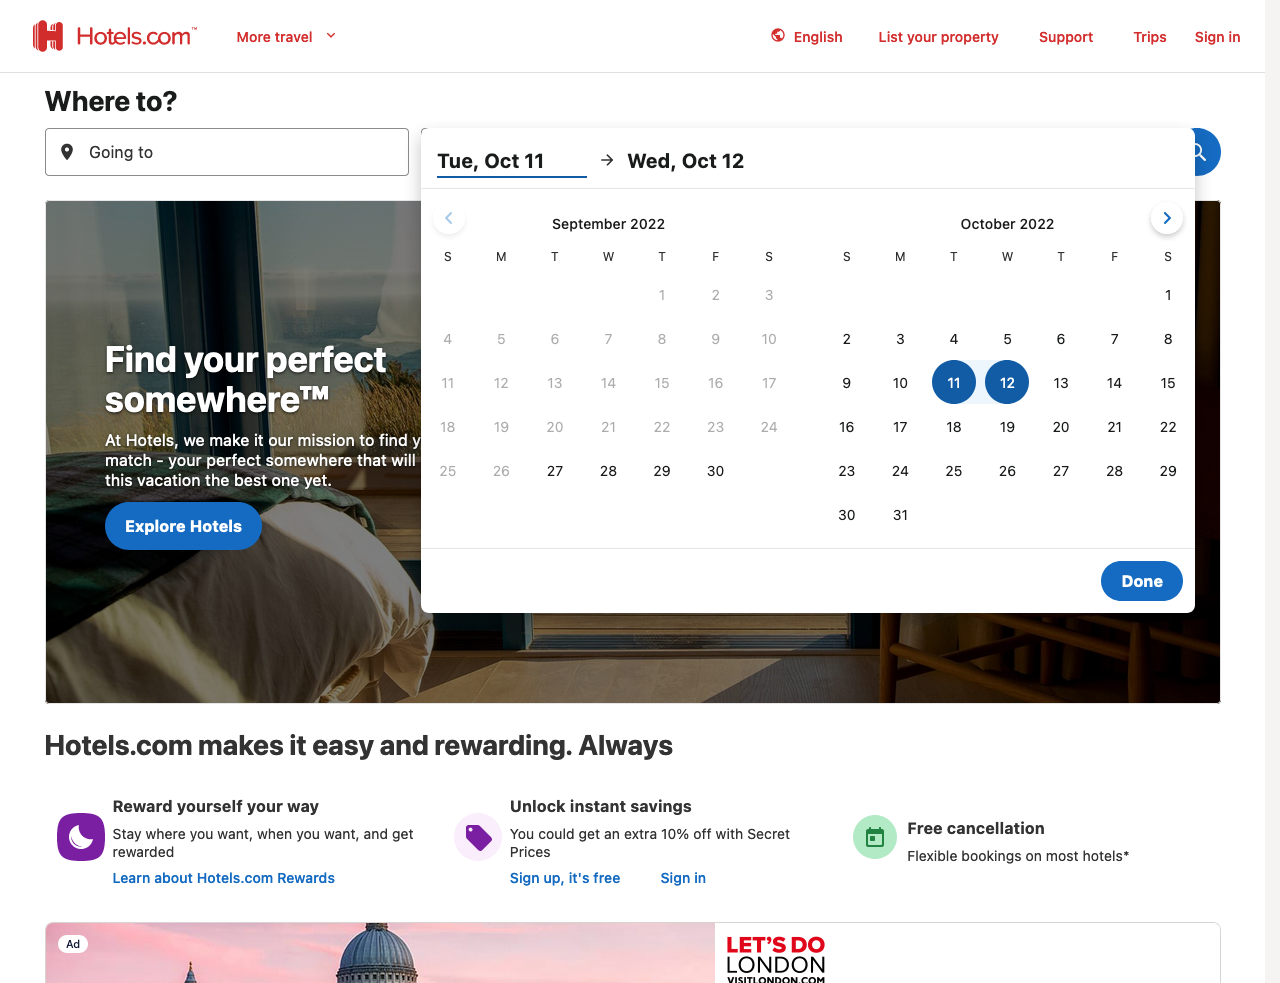 Hotels.com™
More travel
English
List your property
Support
Trips
Sign in
Where to?
Going to
Tue, Oct 11
Wed, Oct 12
September 2022
S M T W T F S
1 2 3
4 5 6 7 8 9 10
11 12 13 14 15 16 17
18 19 20 21 22 23 24
25 26 27 28 29 30
October 2022
S M T W T F S
1
2 3 4 5 6 7 8
9 10 11 12 13 14 15
16 17 18 19 20 21 22
23 24 25 26 27 28 29
30 31
Done
Find your perfect
somewhere™
At Hotels, we make it our mission to find y
match - your perfect somewhere that will
this vacation the best one yet.
Explore Hotels
Hotels.com makes it easy and rewarding. Always
Reward yourself your way
Stay where you want, when you want, and get
rewarded
Learn about Hotels.com Rewards
Unlock instant savings
You could get an extra 10% off with Secret
Prices
Sign up, it's free
Sign in
Free cancellation
Flexible bookings on most hotels*
Ad
LET'S DO
LONDON
VISITLONDON.COM